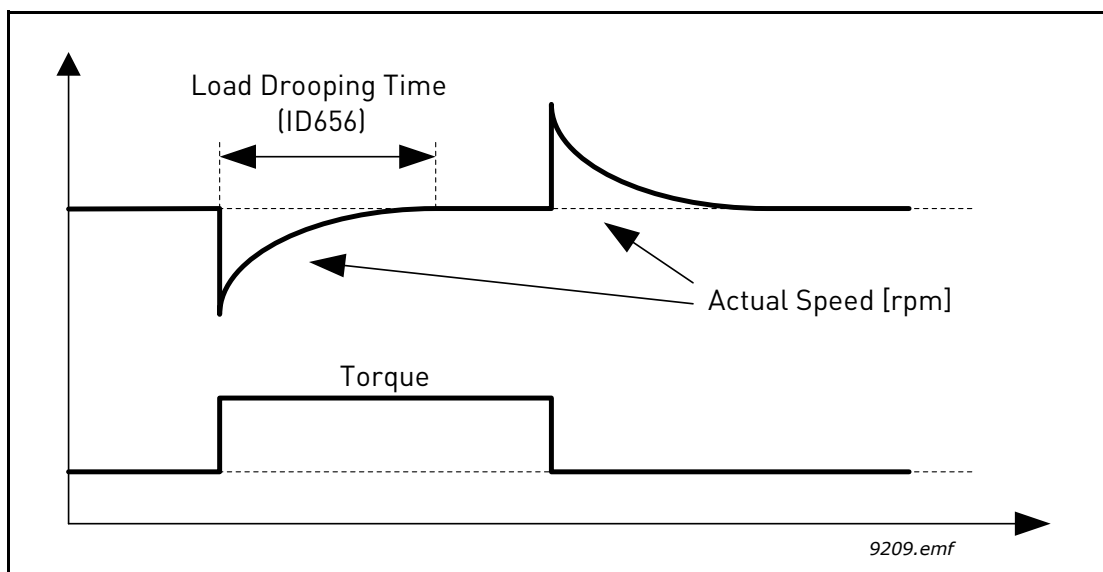 Load Drooping Time
(ID656)
Actual Speed [rpm]
Torque
9209.emf